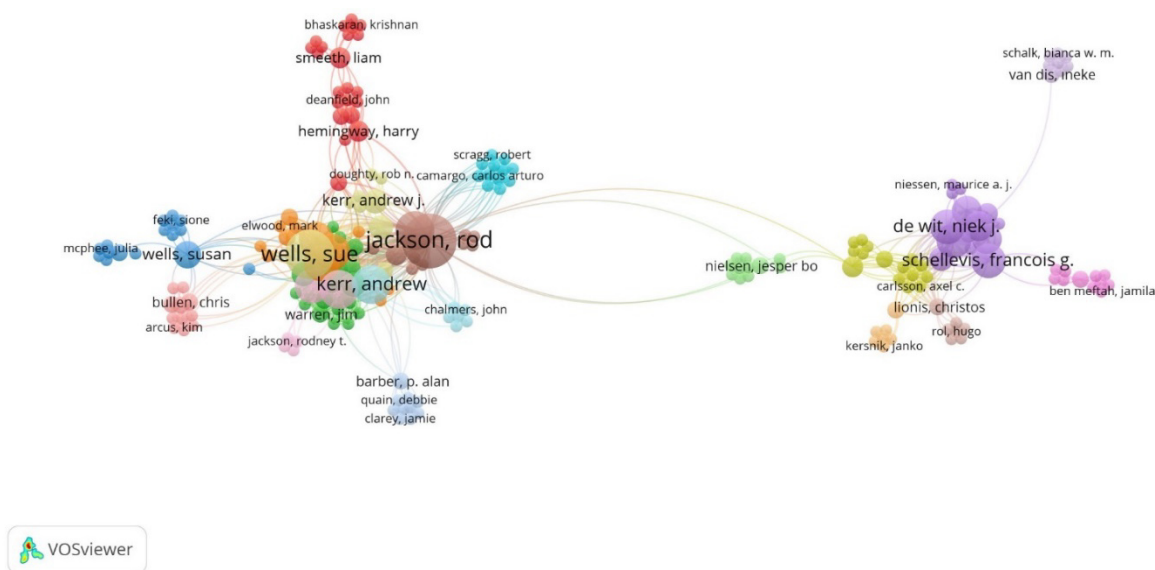 bhaskaran, krishnan
smeeth, liam
schalk, bianca w. m.
van dis, ineke
deanfield, john
hemingway, harry
scragg, robert
doughty, rob n.
camargo, carlos arturo
niessen, maurice a. j.
kerr, andrew j.
feki, sione
elwood, mark
de wit, niek j.
jackson, rod
mcphee, julia
wells, susan
wells, sue
schellevis, francois g.
nielsen, jesper bo
kerr, andrew
carlsson, axel c.
ben meftah, jamila
bullen, chris
lionis, christos
warren, jim
chalmers, john
arcus, kim
rol, hugo
jackson, rodney t.
kersnik, janko
barber, p. alan
quain, debbie
clarey, jamie
VOSviewer